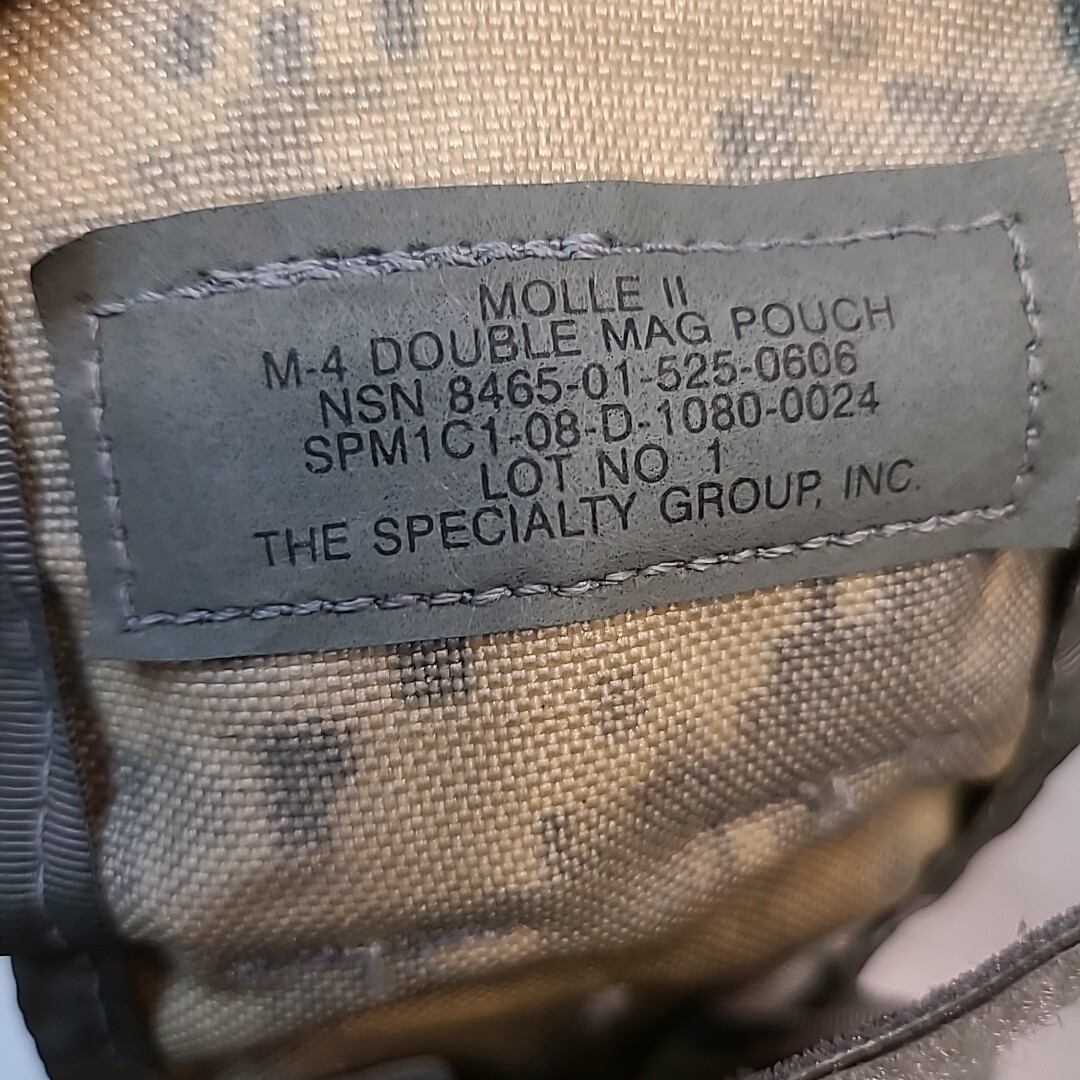 MOLLE II
M-4 DOUBLE MAG POUCH
NSN 8465-01-525-0606
SPM1C1-08-D-1080-0024
LOT NO 1
THE SPECIALTY GROUP, INC.